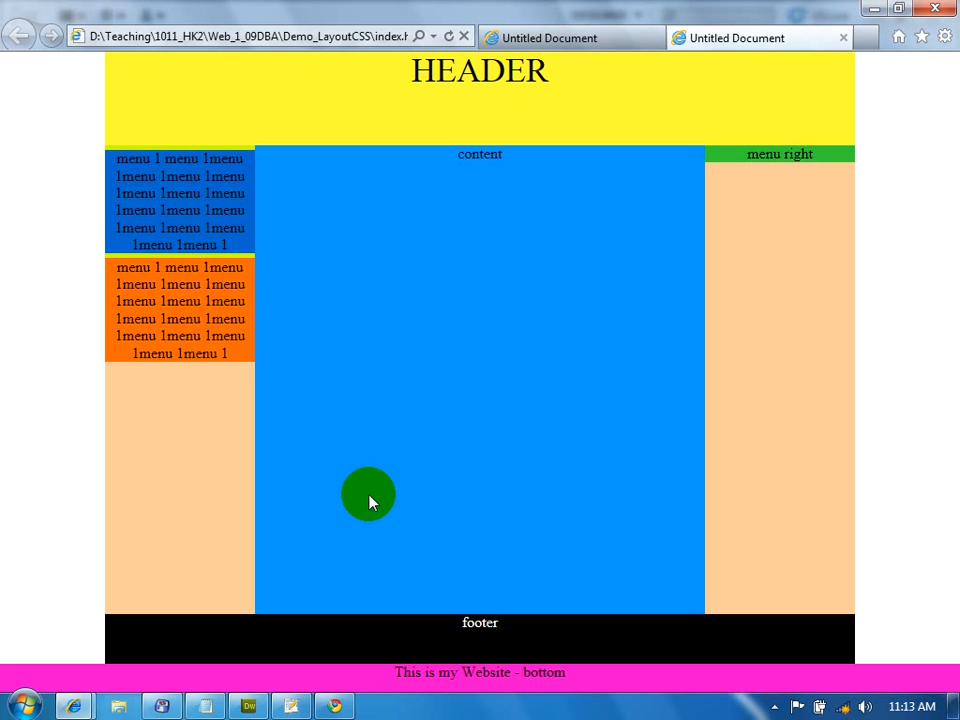 D:\Teaching\1011_HK2\Web_1_09DBA\Demo_LayoutCSS\index.h
Untitled Document
Untitled Document
HEADER
menu 1 menu 1menu
1menu 1menu 1menu
1menu 1menu 1menu
1menu 1menu 1menu
1menu 1menu 1menu
1menu 1menu 1
content
menu right
menu 1 menu 1menu
1menu 1menu 1menu
1menu 1menu 1menu
1menu 1menu 1menu
1menu 1menu 1menu
1menu 1menu 1
footer
This is my Website - bottom
Dw
11:13 AM